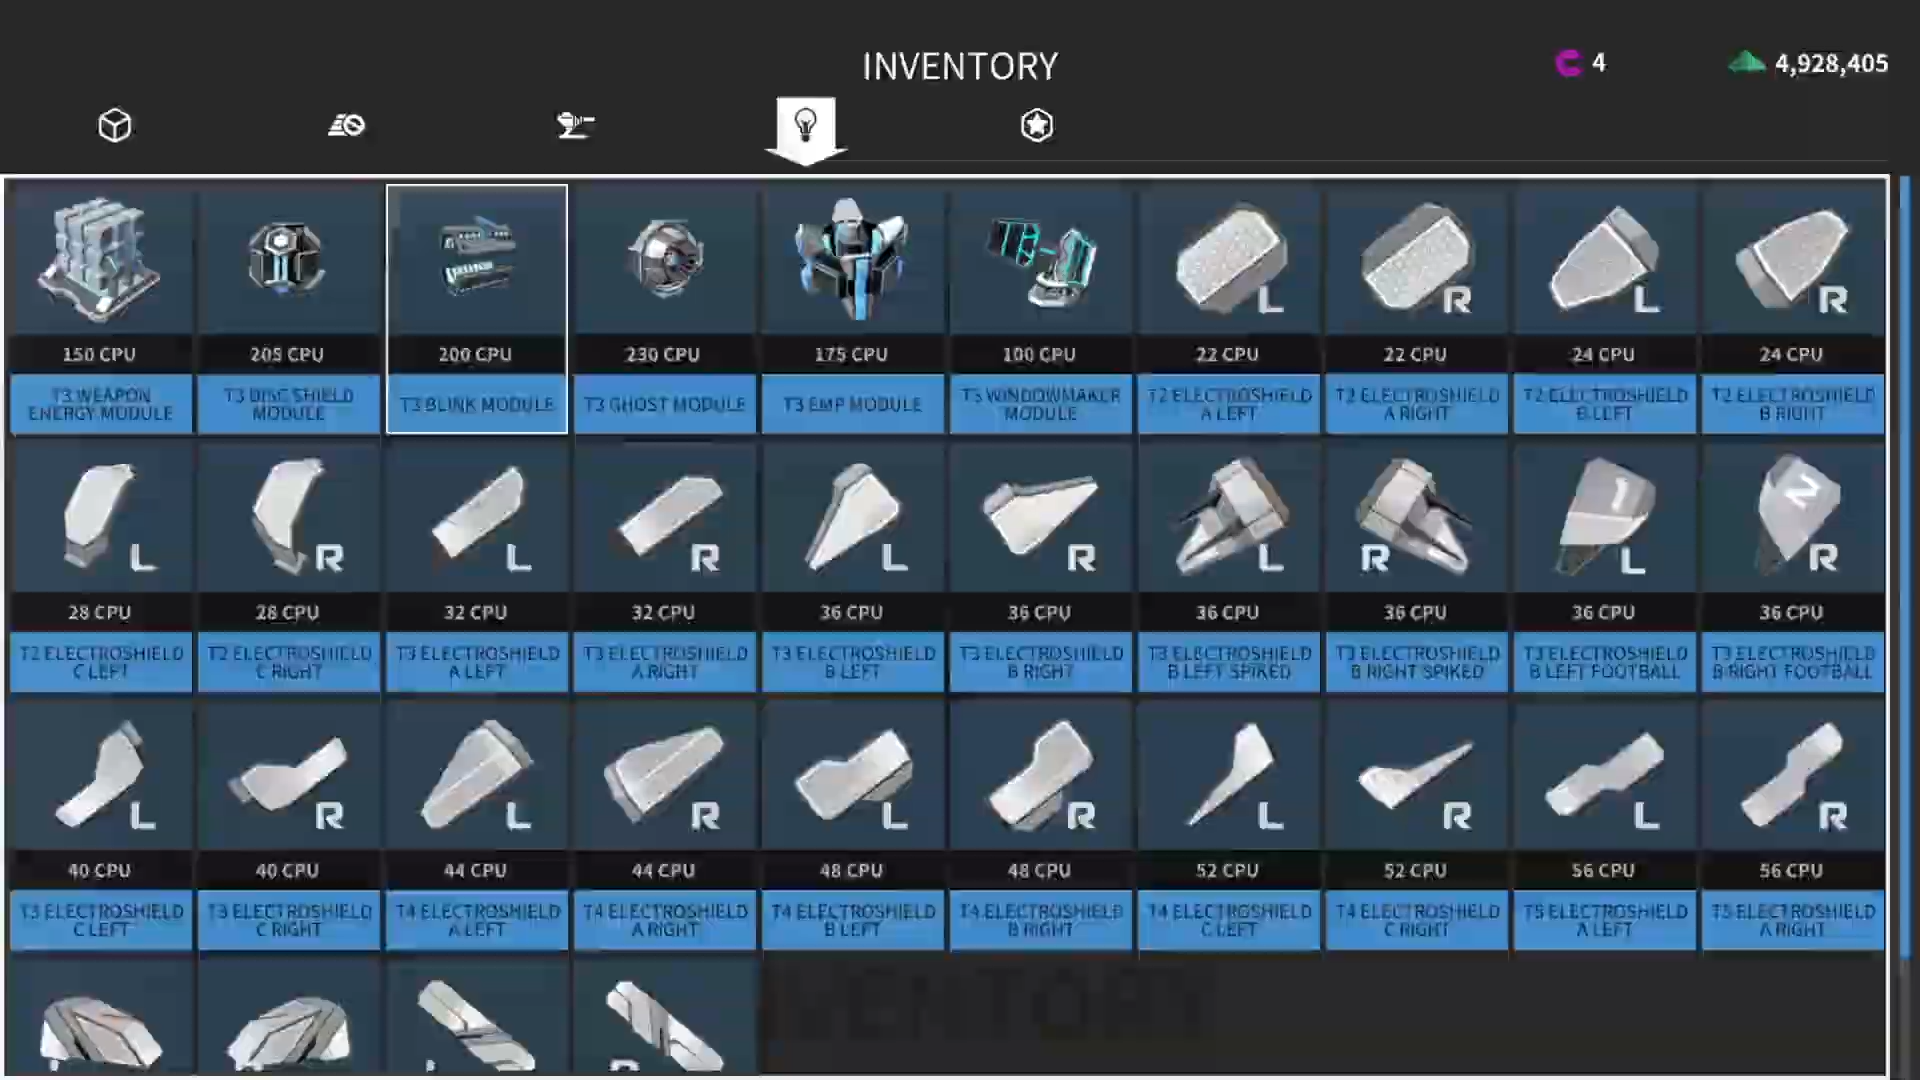 INVENTORY
4
4,928,405
L
R
L
R
150 CPU
205 CPU
200 CPU
230 CPU
175 CPU
100 CPU
22 CPU
22 CPU
24 CPU
24 CPU
T3 WEAPON
ENERGY MODULE
T3 DISC SHIELD
MODULE
T3 BLINK MODULE
T3 GHOST MODULE
T3 EMP MODULE
T3 WINDOWMAKER
MODULE
T2 ELECTROSHIELD
A LEFT
T2 ELECTROSHIELD
A RIGHT
T2 ELECTROSHIELD
B LEFT
T2 ELECTROSHIELD
B RIGHT
L
R
L
R
L
R
L
R
L
R
28 CPU
28 CPU
32 CPU
32 CPU
36 CPU
36 CPU
36 CPU
36 CPU
36 CPU
36 CPU
T2 ELECTROSHIELD
C LEFT
T2 ELECTROSHIELD
C RIGHT
T3 ELECTROSHIELD
A LEFT
T3 ELECTROSHIELD
A RIGHT
T3 ELECTROSHIELD
B LEFT
T3 ELECTROSHIELD
B RIGHT
T3 ELECTROSHIELD
B LEFT SPIKED
T3 ELECTROSHIELD
B RIGHT SPIKED
T3 ELECTROSHIELD
B LEFT FOOTBALL
T3 ELECTROSHIELD
B RIGHT FOOTBALL
L
R
L
R
L
R
L
R
L
R
40 CPU
40 CPU
44 CPU
44 CPU
48 CPU
48 CPU
52 CPU
52 CPU
56 CPU
56 CPU
T3 ELECTROSHIELD
C LEFT
T3 ELECTROSHIELD
C RIGHT
T4 ELECTROSHIELD
A LEFT
T4 ELECTROSHIELD
A RIGHT
T4 ELECTROSHIELD
B LEFT
T4 ELECTROSHIELD
B RIGHT
T4 ELECTROSHIELD
C LEFT
T4 ELECTROSHIELD
C RIGHT
T5 ELECTROSHIELD
A LEFT
T5 ELECTROSHIELD
A RIGHT